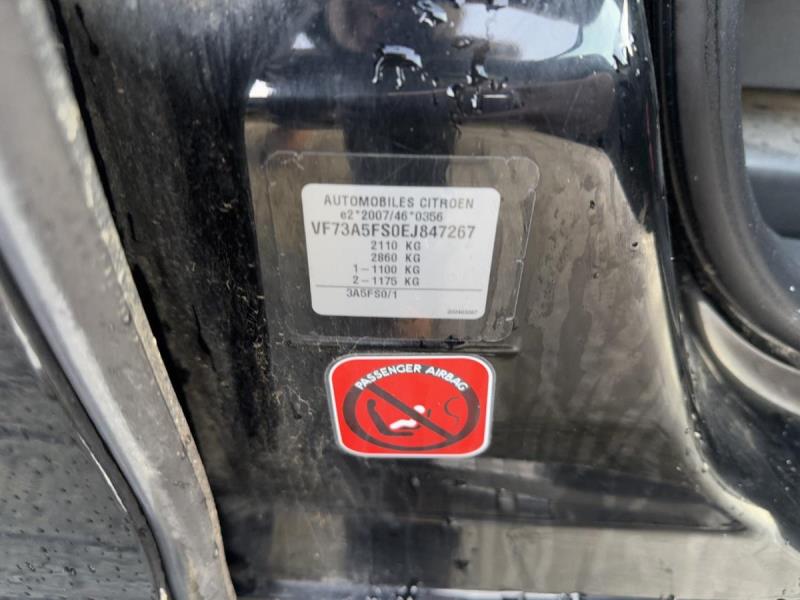 AUTOMOBILES CITROEN
e2*2007/46*0356
VF73A5FS0EJ847267
2110 KG
2860 KG
1-1100 KG
2-1175 KG
3A5FS0/1
PASSENGER AIRBAG